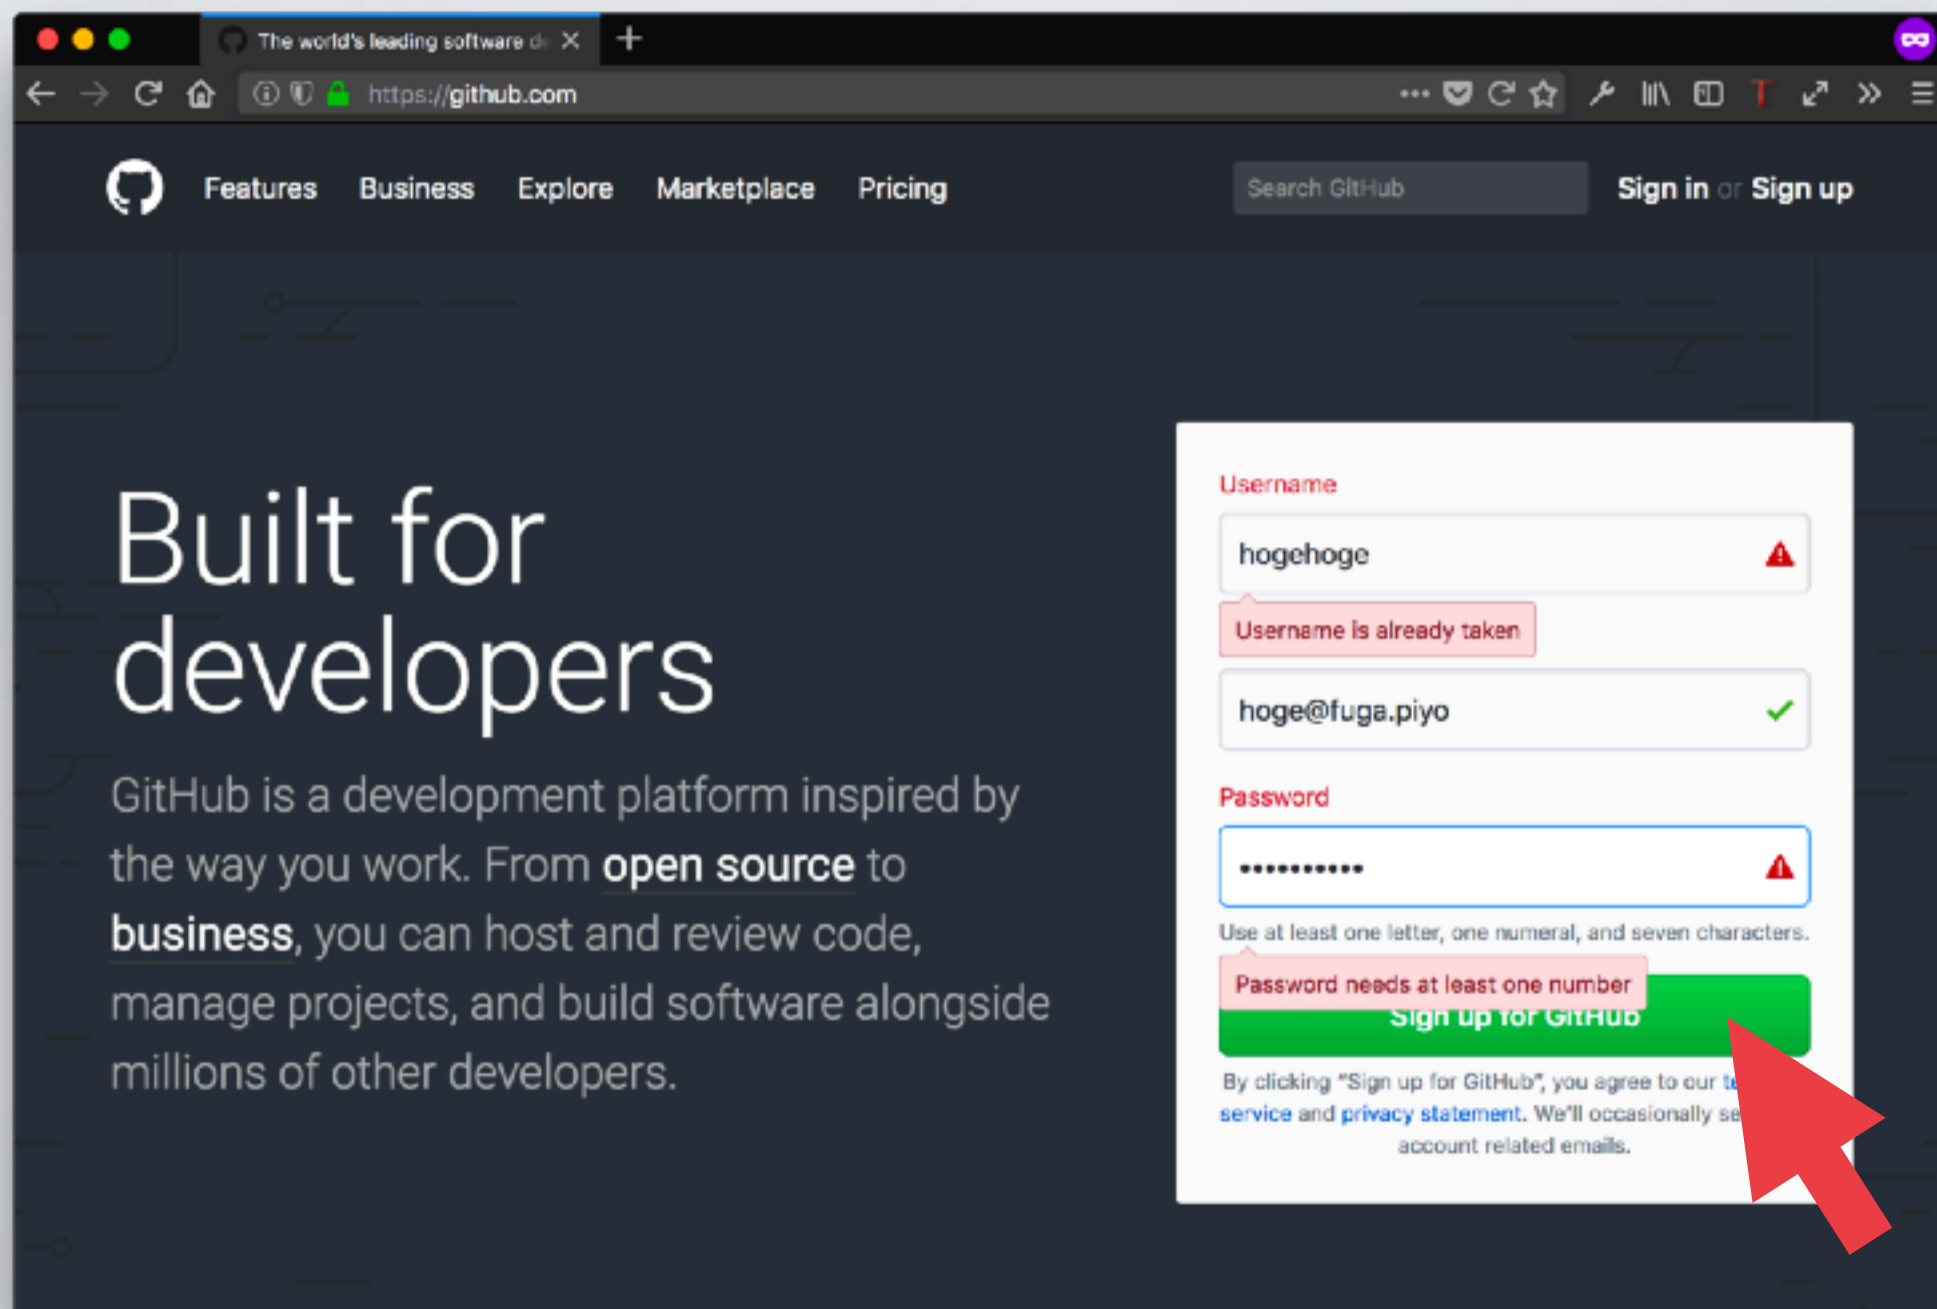 The world's leading software de
https://github.com
Features Business Explore Marketplace Pricing
Search GitHub
Sign in or Sign up
Built for
developers
GitHub is a development platform inspired by
the way you work. From open source to
business, you can host and review code,
manage projects, and build software alongside
millions of other developers.
Username
hogehoge
Username is already taken
hoge@fuga.piyo
Password
Use at least one letter, one numeral, and seven characters.
Password needs at least one number
Sign up for GitHub
By clicking “Sign up for GitHub”, you agree to our
service and privacy statement. We’ll occasionally
account related emails.